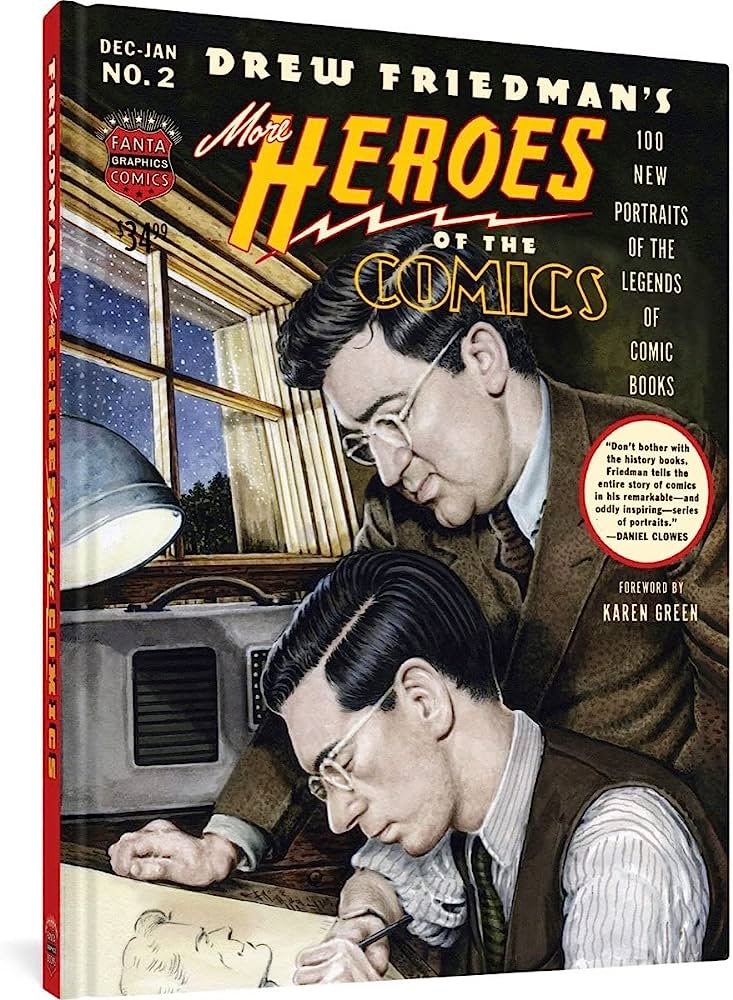 DEC-JAN
NO. 2
DREW FRIEDMAN'S
More
HEROES
OF THE
COMICS
FANTA
GRAPHICS
COMICS
$34.99
100
NEW
PORTRAITS
OF THE
LEGENDS
OF
COMIC
BOOKS
"Don't bother with
the history books.
Friedman tells the
entire story of comics
in his remarkable—and
oddly inspiring—series
of portraits."
—DANIEL CLOWES
FOREWORD BY
KAREN GREEN
FRIEDMAN More HEROES OF THE COMICS